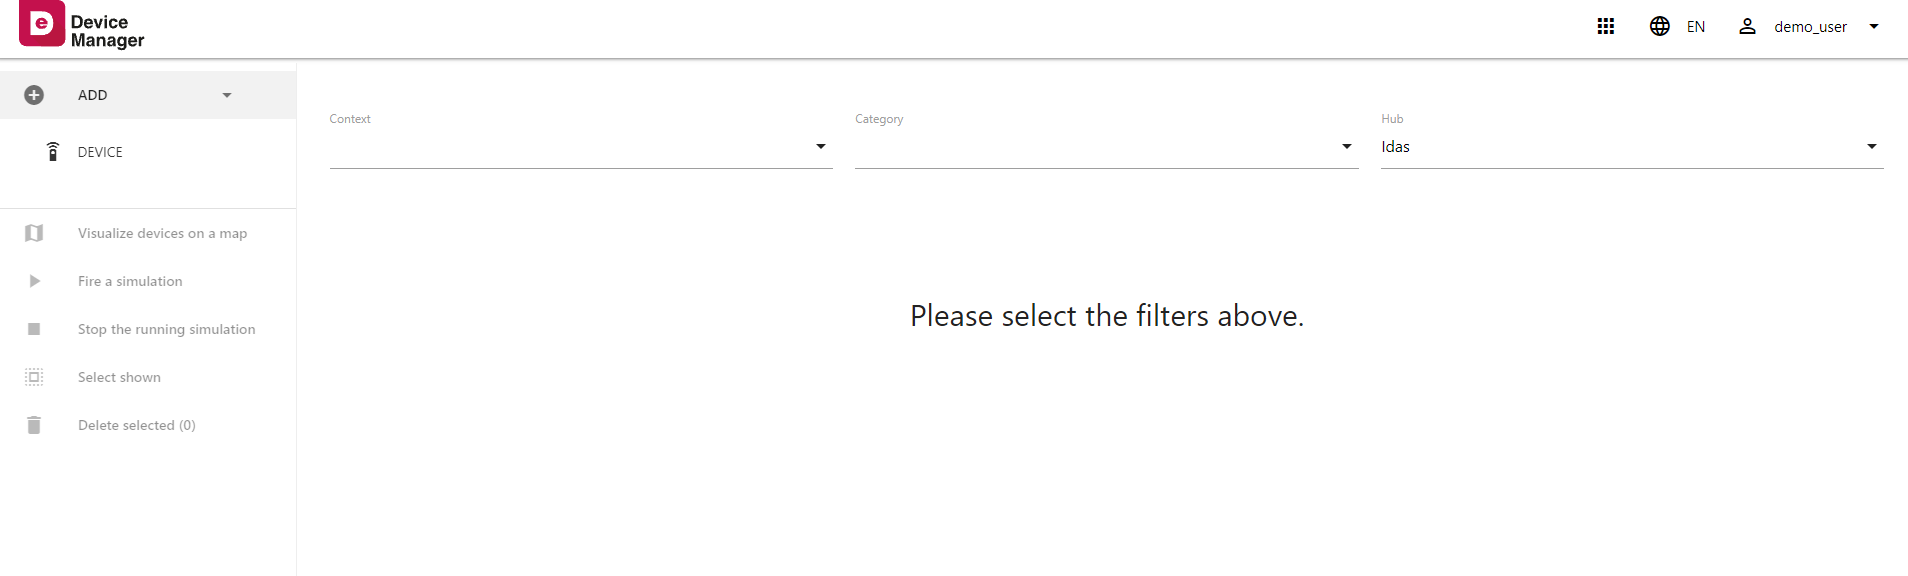 De Device
Manager
EN
demo_user
ADD
DEVICE
Visualize devices on a map
Fire a simulation
Stop the running simulation
Select shown
Delete selected (0)
Context
Category
Hub
Idas
Please select the filters above.